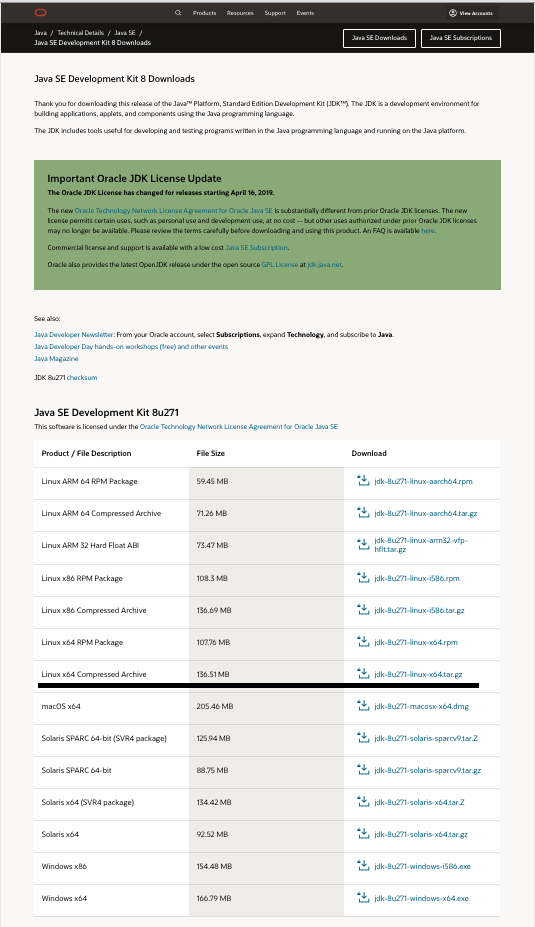 Products Resources Support Events View Accounts
Java / Technical Details / Java SE /
Java SE Development Kit 8 Downloads
Java SE Downloads Java SE Subscriptions
Java SE Development Kit 8 Downloads
Thank you for downloading this release of the Java™ Platform, Standard Edition Development Kit (JDK™). The JDK is a development environment for
building applications, applets, and components using the Java programming language.
The JDK includes tools useful for developing and testing programs written in the Java programming language and running on the Java platform.
Important Oracle JDK License Update
The Oracle JDK License has changed for releases starting April 16, 2019.
The new Oracle Technology Network License Agreement for Oracle Java SE is substantially different from prior Oracle JDK licenses. The new
license permits certain uses, such as personal use and development use, at no cost -- but other uses authorized under prior Oracle JDK licenses
may no longer be available. Please review the terms carefully before downloading and using this product. An FAQ is available here.
Commercial license and support is available with a low cost Java SE Subscription.
Oracle also provides the latest OpenJDK release under the open source GPL License at jdk.java.net.
See also:
Java Developer Newsletter: From your Oracle account, select Subscriptions, expand Technology, and subscribe to Java.
Java Developer Day hands-on workshops (free) and other events
Java Magazine
JDK 8u271 checksum
Java SE Development Kit 8u271
This software is licensed under the Oracle Technology Network License Agreement for Oracle Java SE
Product / File Description File Size Download
Linux ARM 64 RPM Package 59.45 MB jdk-8u271-linux-aarch64.rpm
Linux ARM 64 Compressed Archive 71.26 MB jdk-8u271-linux-aarch64.tar.gz
Linux ARM 32 Hard Float ABI 73.47 MB jdk-8u271-linux-arm32-vfp-
hflt.tar.gz
Linux x86 RPM Package 108.3 MB jdk-8u271-linux-i586.rpm
Linux x86 Compressed Archive 136.69 MB jdk-8u271-linux-i586.tar.gz
Linux x64 RPM Package 107.76 MB jdk-8u271-linux-x64.rpm
Linux x64 Compressed Archive 136.51 MB jdk-8u271-linux-x64.tar.gz
macOS x64 205.46 MB jdk-8u271-macosx-x64.dmg
Solaris SPARC 64-bit (SVR4 package) 125.94 MB jdk-8u271-solaris-sparcv9.tar.Z
Solaris SPARC 64-bit 88.75 MB jdk-8u271-solaris-sparcv9.tar.gz
Solaris x64 (SVR4 package) 134.42 MB jdk-8u271-solaris-x64.tar.Z
Solaris x64 92.52 MB jdk-8u271-solaris-x64.tar.gz
Windows x86 154.48 MB jdk-8u271-windows-i586.exe
Windows x64 166.79 MB jdk-8u271-windows-x64.exe